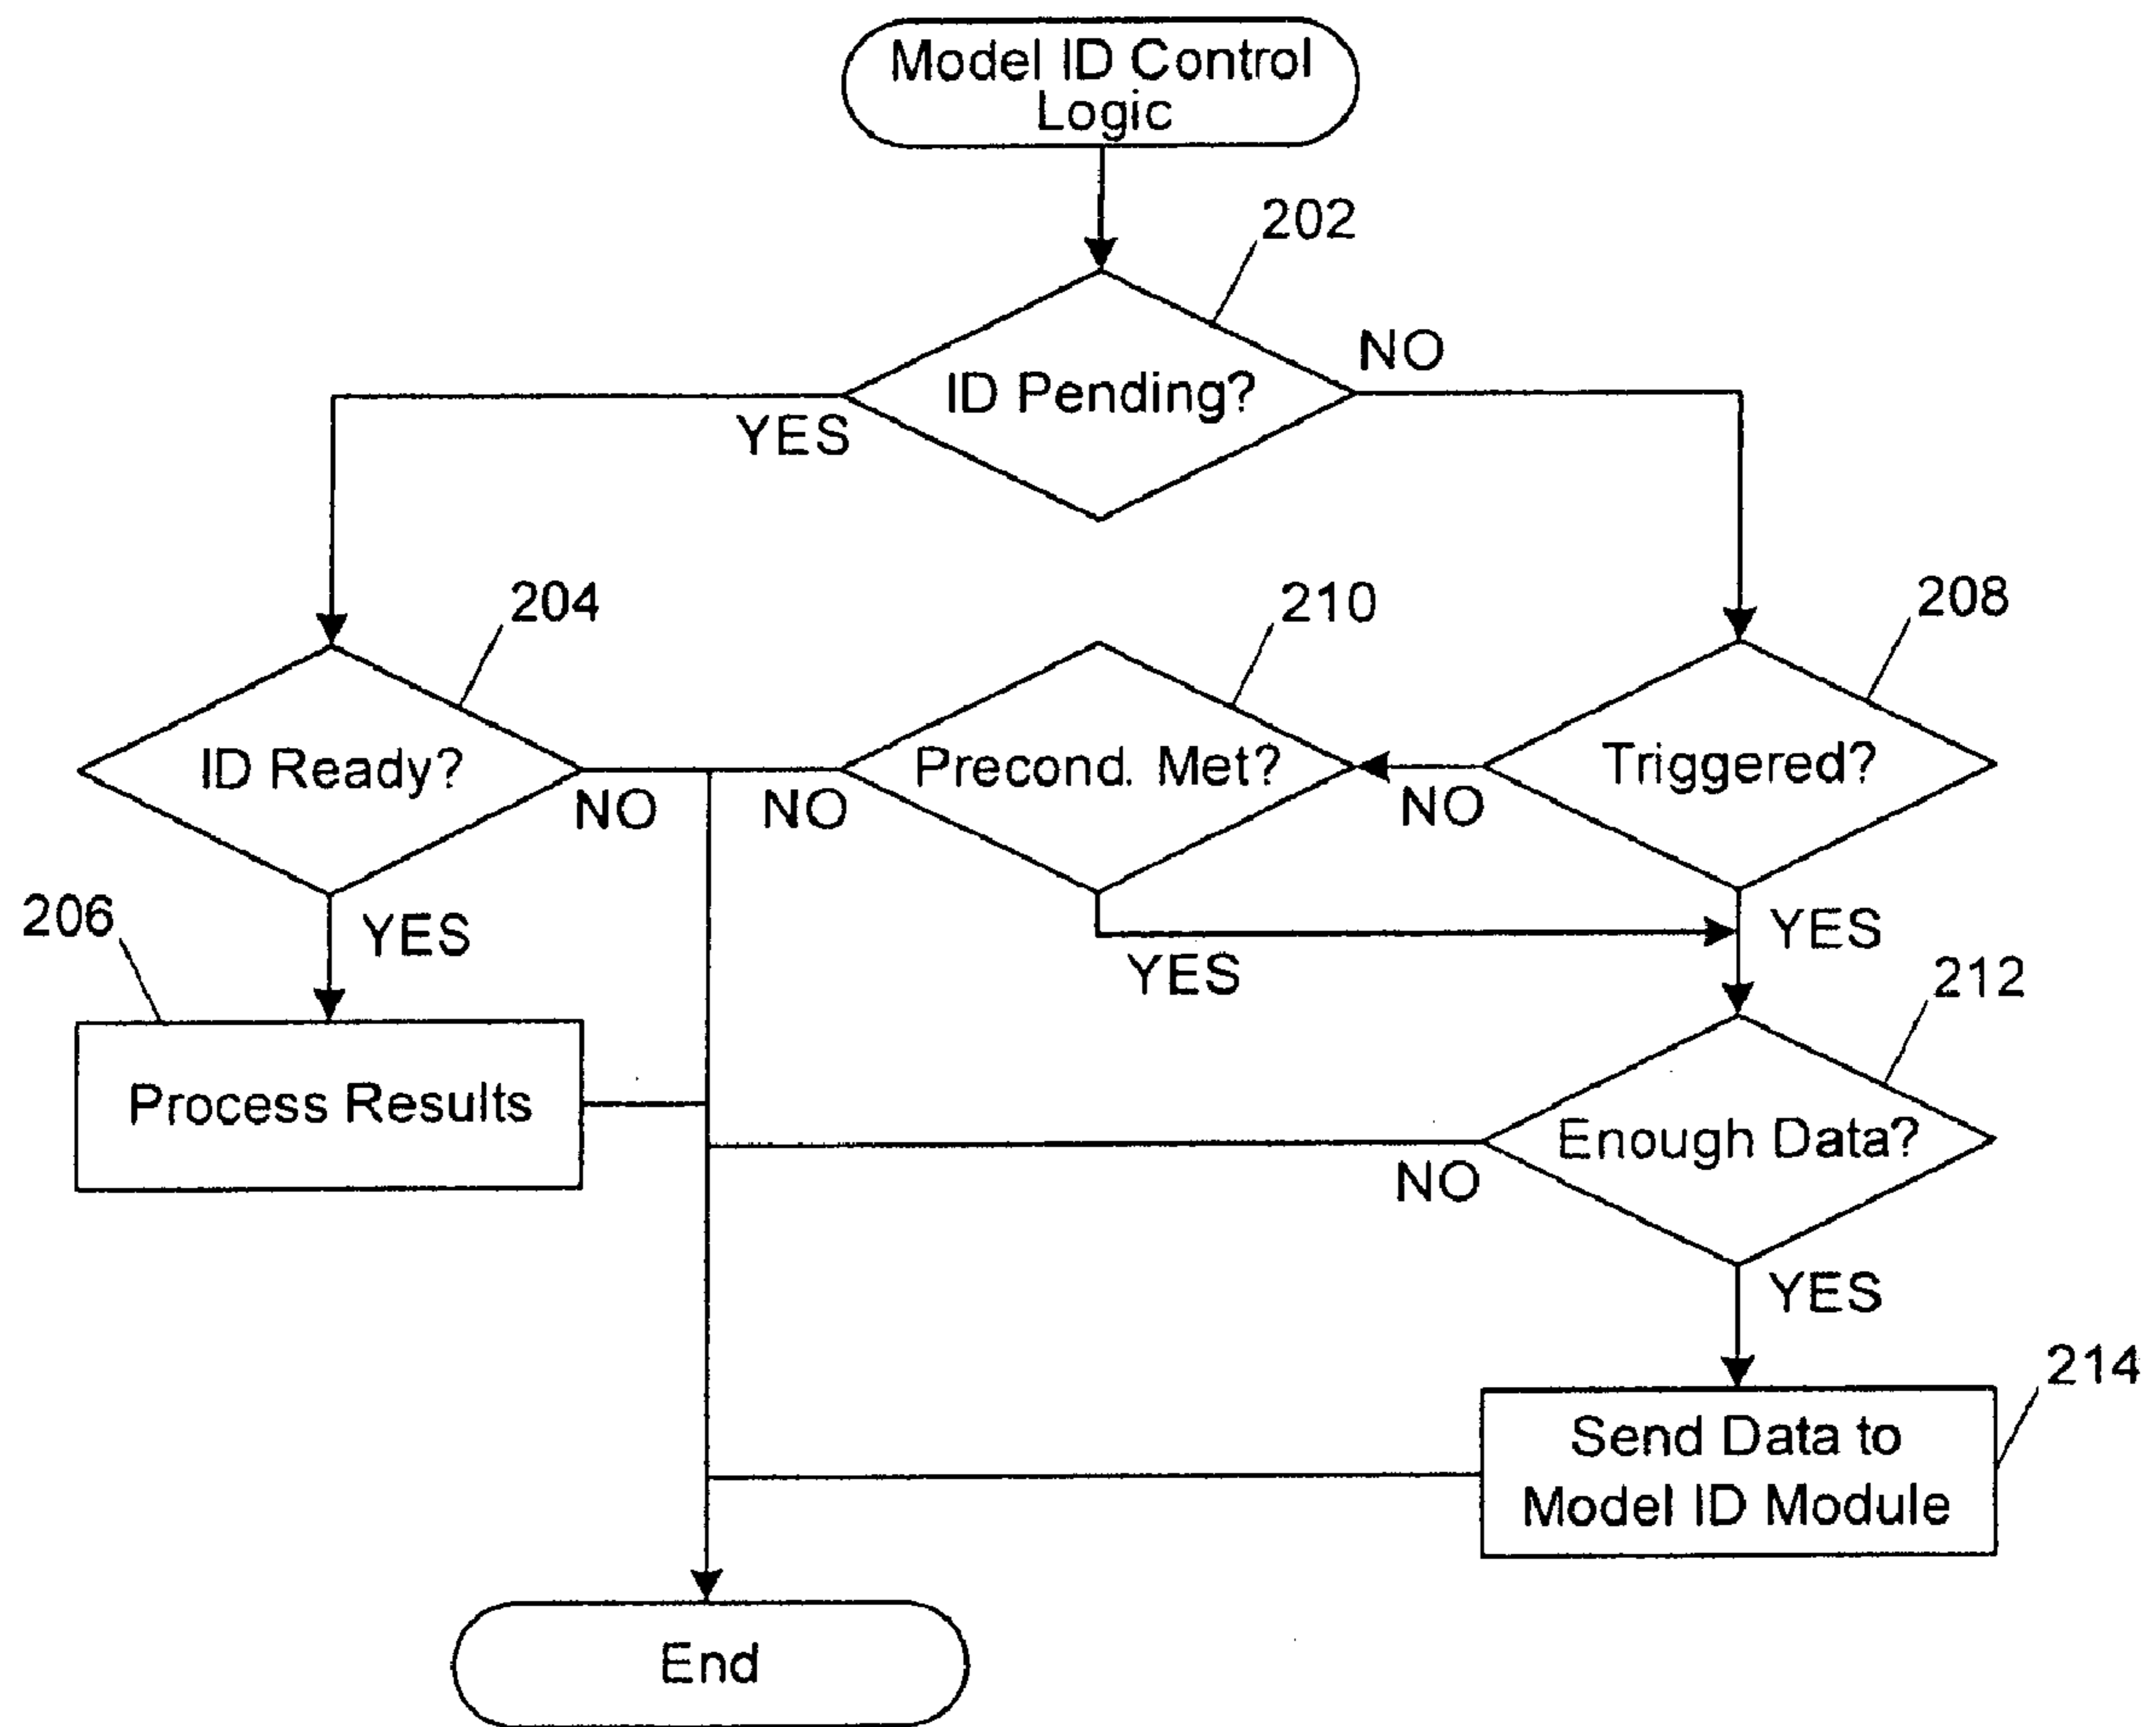 Model ID Control
Logic
202
ID Pending?
NO
YES
204
210
208
ID Ready?
NO
Precond. Met?
NO
Triggered?
NO
206
YES
YES
YES
212
Process Results
Enough Data?
NO
YES
214
Send Data to
Model ID Module
End